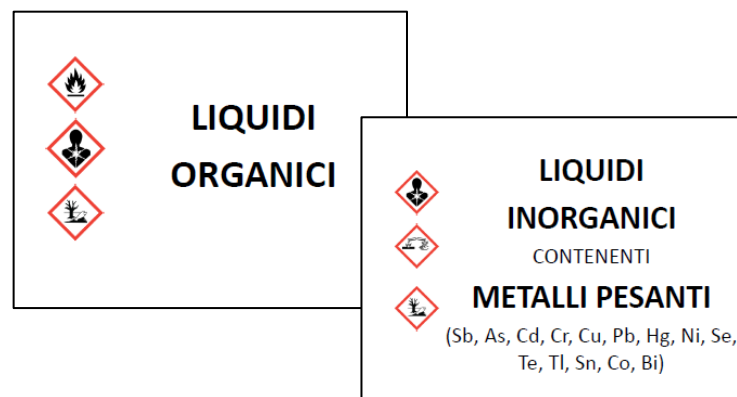 LIQUIDI
ORGANICI
LIQUIDI
INORGANICI
CONTENENTI
METALLI PESANTI
(Sb, As, Cd, Cr, Cu, Pb, Hg, Ni, Se,
Te, Tl, Sn, Co, Bi)